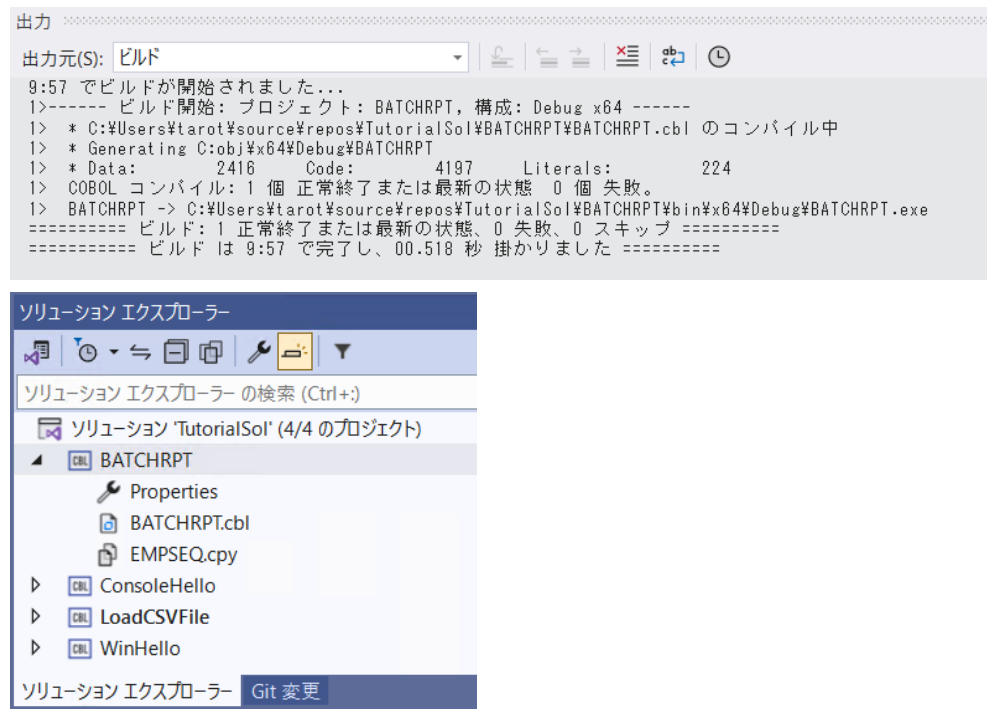 出力
出力元(S): ビルド
9:57 でビルドが開始されました...
1>------ ビルド開始: プロジェクト: BATCHRPT, 構成: Debug x64 ------
1>  * C:¥Users¥tarot¥source¥repos¥TutorialSol¥BATCHRPT¥BATCHRPT.cbl のコンパイル中
1>  * Generating C:obj¥x64¥Debug¥BATCHRPT
1>  * Data:        2416     Code:        4197     Literals:         224
1>  COBOL コンパイル: 1 個 正常終了または最新の状態  0 個 失敗。
1>  BATCHRPT -> C:¥Users¥tarot¥source¥repos¥TutorialSol¥BATCHRPT¥bin¥x64¥Debug¥BATCHRPT.exe
========== ビルド: 1 正常終了または最新の状態、0 失敗、0 スキップ ==========
=========== ビルド は 9:57 で完了し、00.518 秒 掛かりました ==========
ソリューション エクスプローラー
ソリューション エクスプローラー の検索 (Ctrl+:)
ソリューション 'TutorialSol' (4/4 のプロジェクト)
CBL BATCHRPT
Properties
BATCHRPT.cbl
EMPSEQ.cpy
CBL ConsoleHello
CBL LoadCSVFile
CBL WinHello
ソリューション エクスプローラー Git 変更